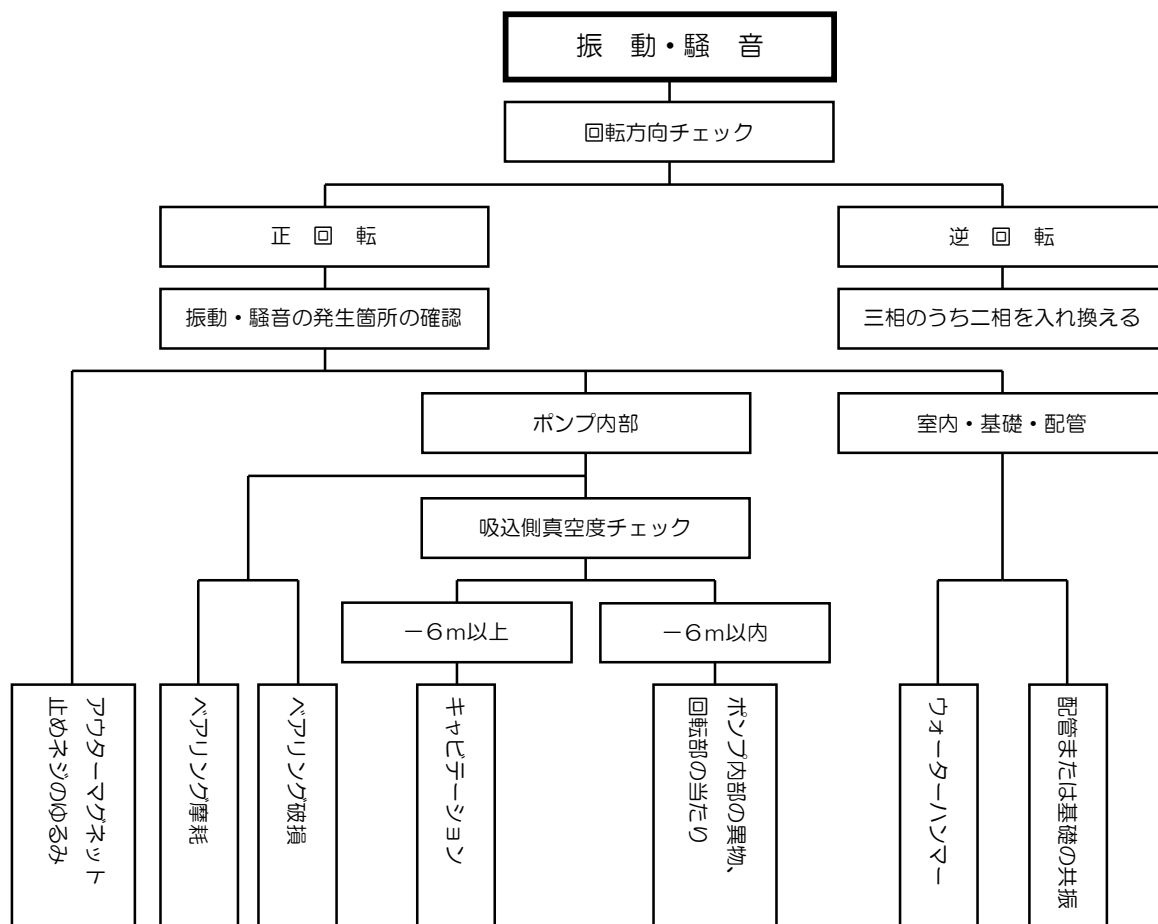 振　動・騒　音
回転方向チェック
正　回　転
逆　回　転
振動・騒音の発生箇所の確認
三相のうち二相を入れ換える
ポンプ内部
室内・基礎・配管
吸込側真空度チェック
－６ｍ以上
－６ｍ以内
アウターマグネット
止めネジのゆるみ
ベアリング摩耗
ベアリング破損
キャビテーション
ポンプ内部の異物、
回転部の当たり
ウォーターハンマー
配管または基礎の共振